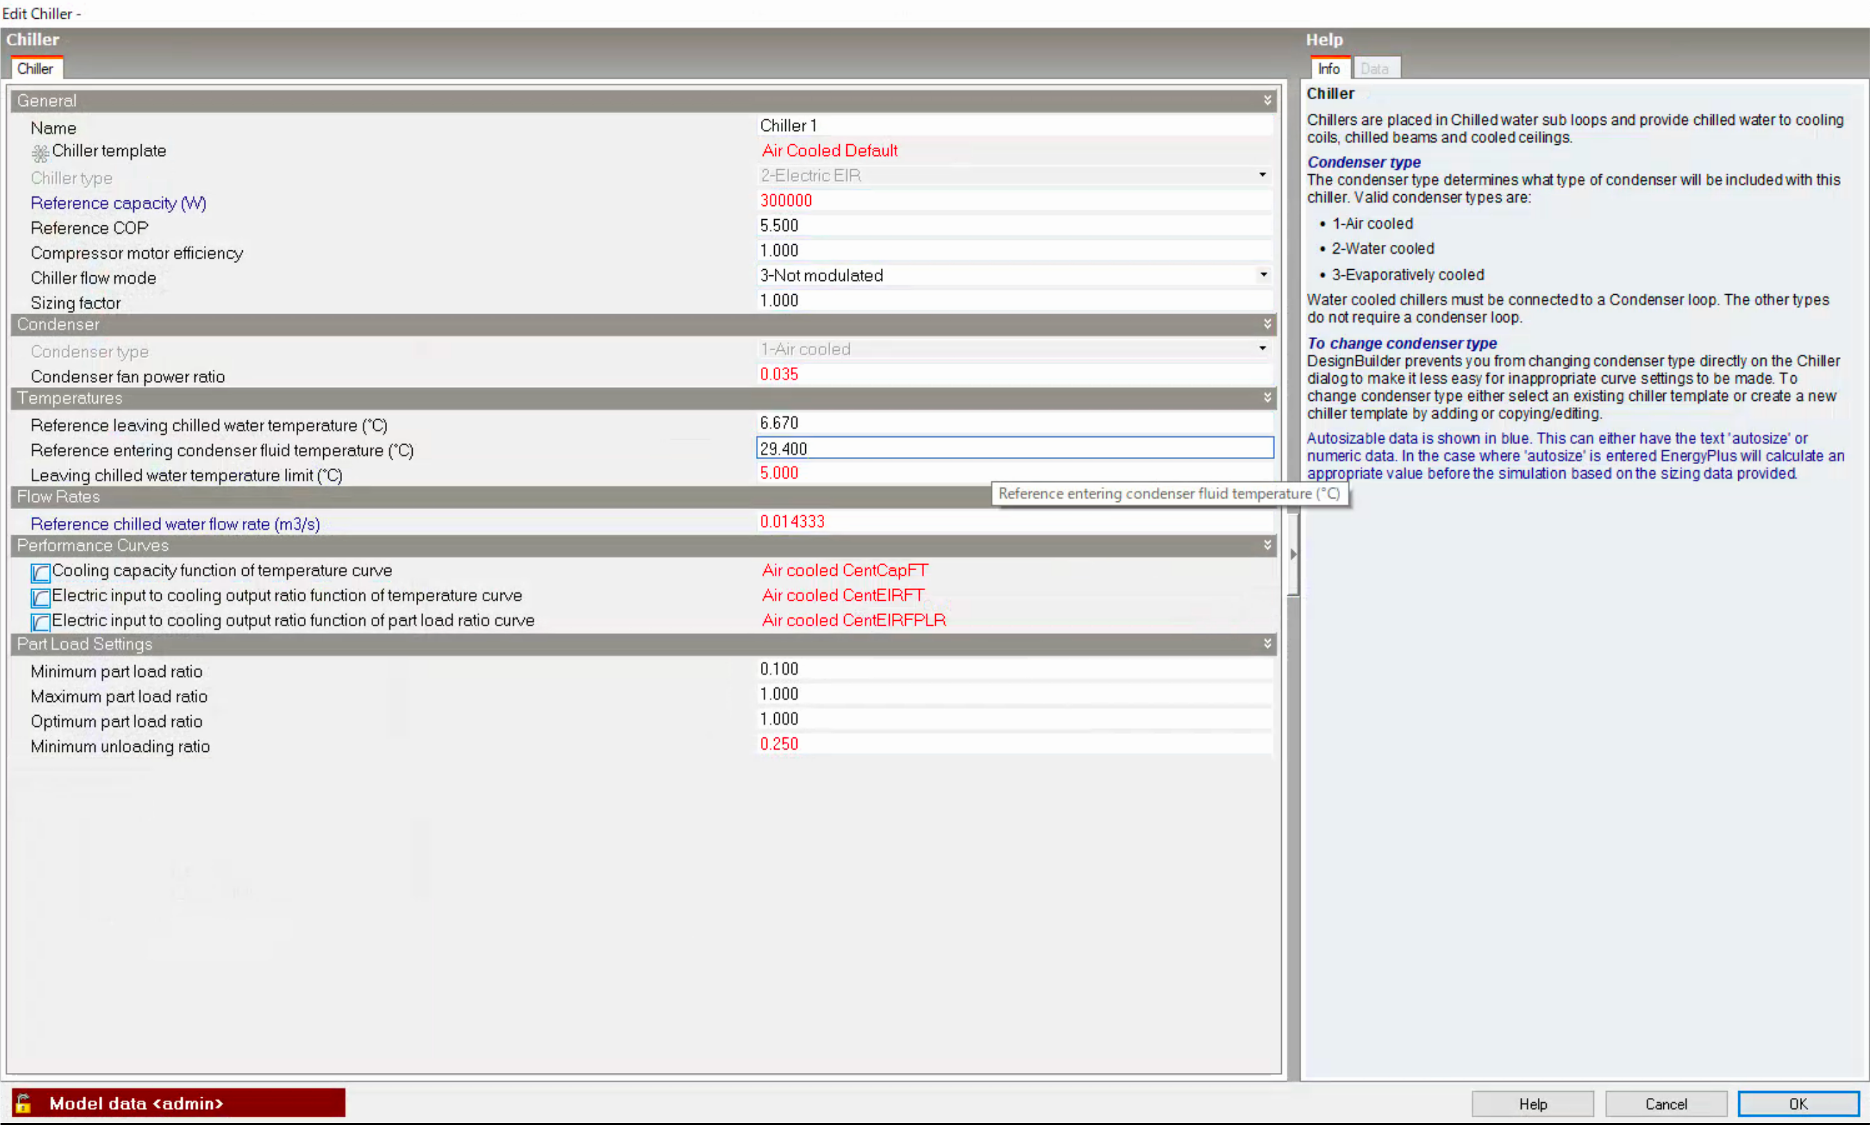 Edit Chiller -
Chiller
Chiller
General
Name Chiller 1
Chiller template Air Cooled Default
Chiller type 2-Electric EIR
Reference capacity (W) 300000
Reference COP 5.500
Compressor motor efficiency 1.000
Chiller flow mode 3-Not modulated
Sizing factor 1.000
Condenser
Condenser type 1-Air cooled
Condenser fan power ratio 0.035
Temperatures
Reference leaving chilled water temperature (°C) 6.670
Reference entering condenser fluid temperature (°C) 29.400
Leaving chilled water temperature limit (°C) 5.000
Reference entering condenser fluid temperature (°C)
Flow Rates
Reference chilled water flow rate (m3/s) 0.014333
Performance Curves
Cooling capacity function of temperature curve Air cooled CentCapFT
Electric input to cooling output ratio function of temperature curve Air cooled CentEIRFT
Electric input to cooling output ratio function of part load ratio curve Air cooled CentEIRFPLR
Part Load Settings
Minimum part load ratio 0.100
Maximum part load ratio 1.000
Optimum part load ratio 1.000
Minimum unloading ratio 0.250
Help
Info Data
Chiller
Chillers are placed in Chilled water sub loops and provide chilled water to cooling
coils, chilled beams and cooled ceilings.
Condenser type
The condenser type determines what type of condenser will be included with this
chiller. Valid condenser types are:
• 1-Air cooled
• 2-Water cooled
• 3-Evaporatively cooled
Water cooled chillers must be connected to a Condenser loop. The other types
do not require a condenser loop.
To change condenser type
DesignBuilder prevents you from changing condenser type directly on the Chiller
dialog to make it less easy for inappropriate curve settings to be made. To
change condenser type either select an existing chiller template or create a new
chiller template by adding or copying/editing.
Autosizable data is shown in blue. This can either have the text 'autosize' or
numeric data. In the case where 'autosize' is entered EnergyPlus will calculate an
appropriate value before the simulation based on the sizing data provided.
Model data <admin>
Help Cancel OK